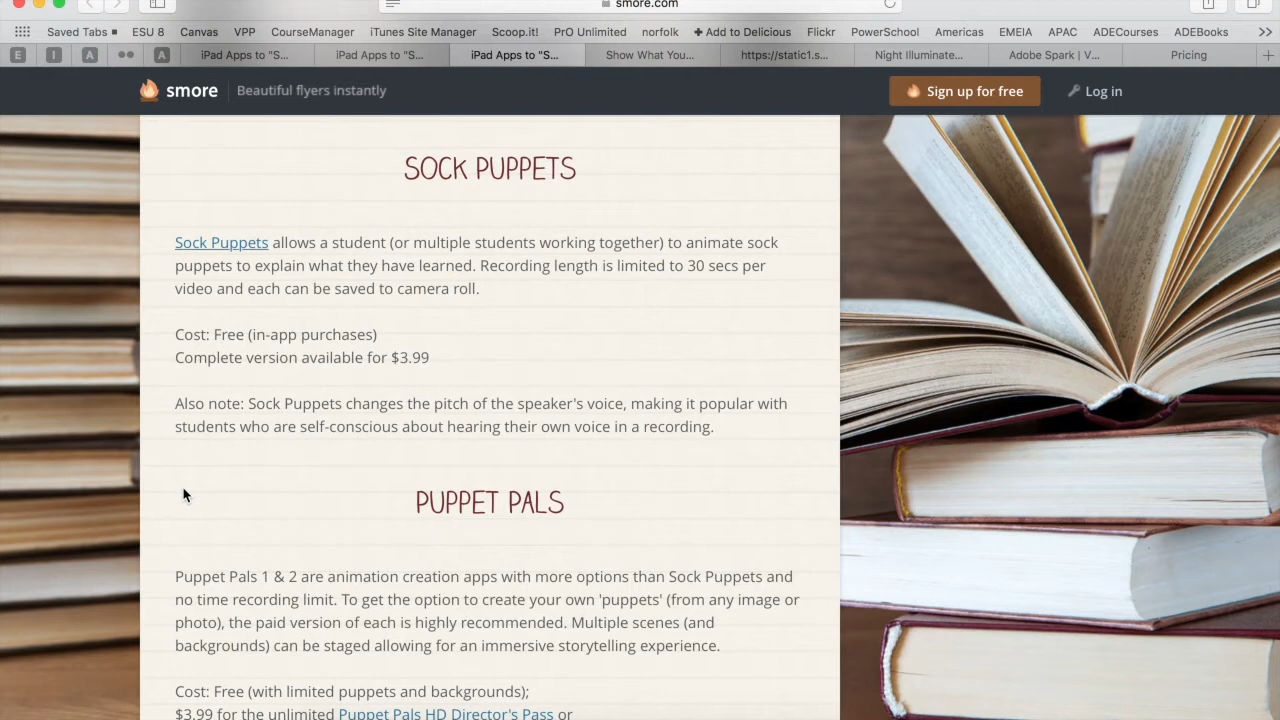 smore.com
Saved Tabs ESU 8 Canvas VPP CourseManager iTunes Site Manager Scoop.it! PrO Unlimited norfolk + Add to Delicious Flickr PowerSchool Americas EMEIA APAC ADECourses ADEBooks >>
E I A A iPad Apps to "S... iPad Apps to "S... iPad Apps to "S... Show What You... https://static1.s... Night Illuminate... Adobe Spark | V... Pricing
smore Beautiful flyers instantly Sign up for free Log in
SOCK PUPPETS
Sock Puppets allows a student (or multiple students working together) to animate sock
puppets to explain what they have learned. Recording length is limited to 30 secs per
video and each can be saved to camera roll.
Cost: Free (in-app purchases)
Complete version available for $3.99
Also note: Sock Puppets changes the pitch of the speaker's voice, making it popular with
students who are self-conscious about hearing their own voice in a recording.
PUPPET PALS
Puppet Pals 1 & 2 are animation creation apps with more options than Sock Puppets and
no time recording limit. To get the option to create your own 'puppets' (from any image or
photo), the paid version of each is highly recommended. Multiple scenes (and
backgrounds) can be staged allowing for an immersive storytelling experience.
Cost: Free (with limited puppets and backgrounds);
$3.99 for the unlimited Puppet Pals HD Director's Pass or